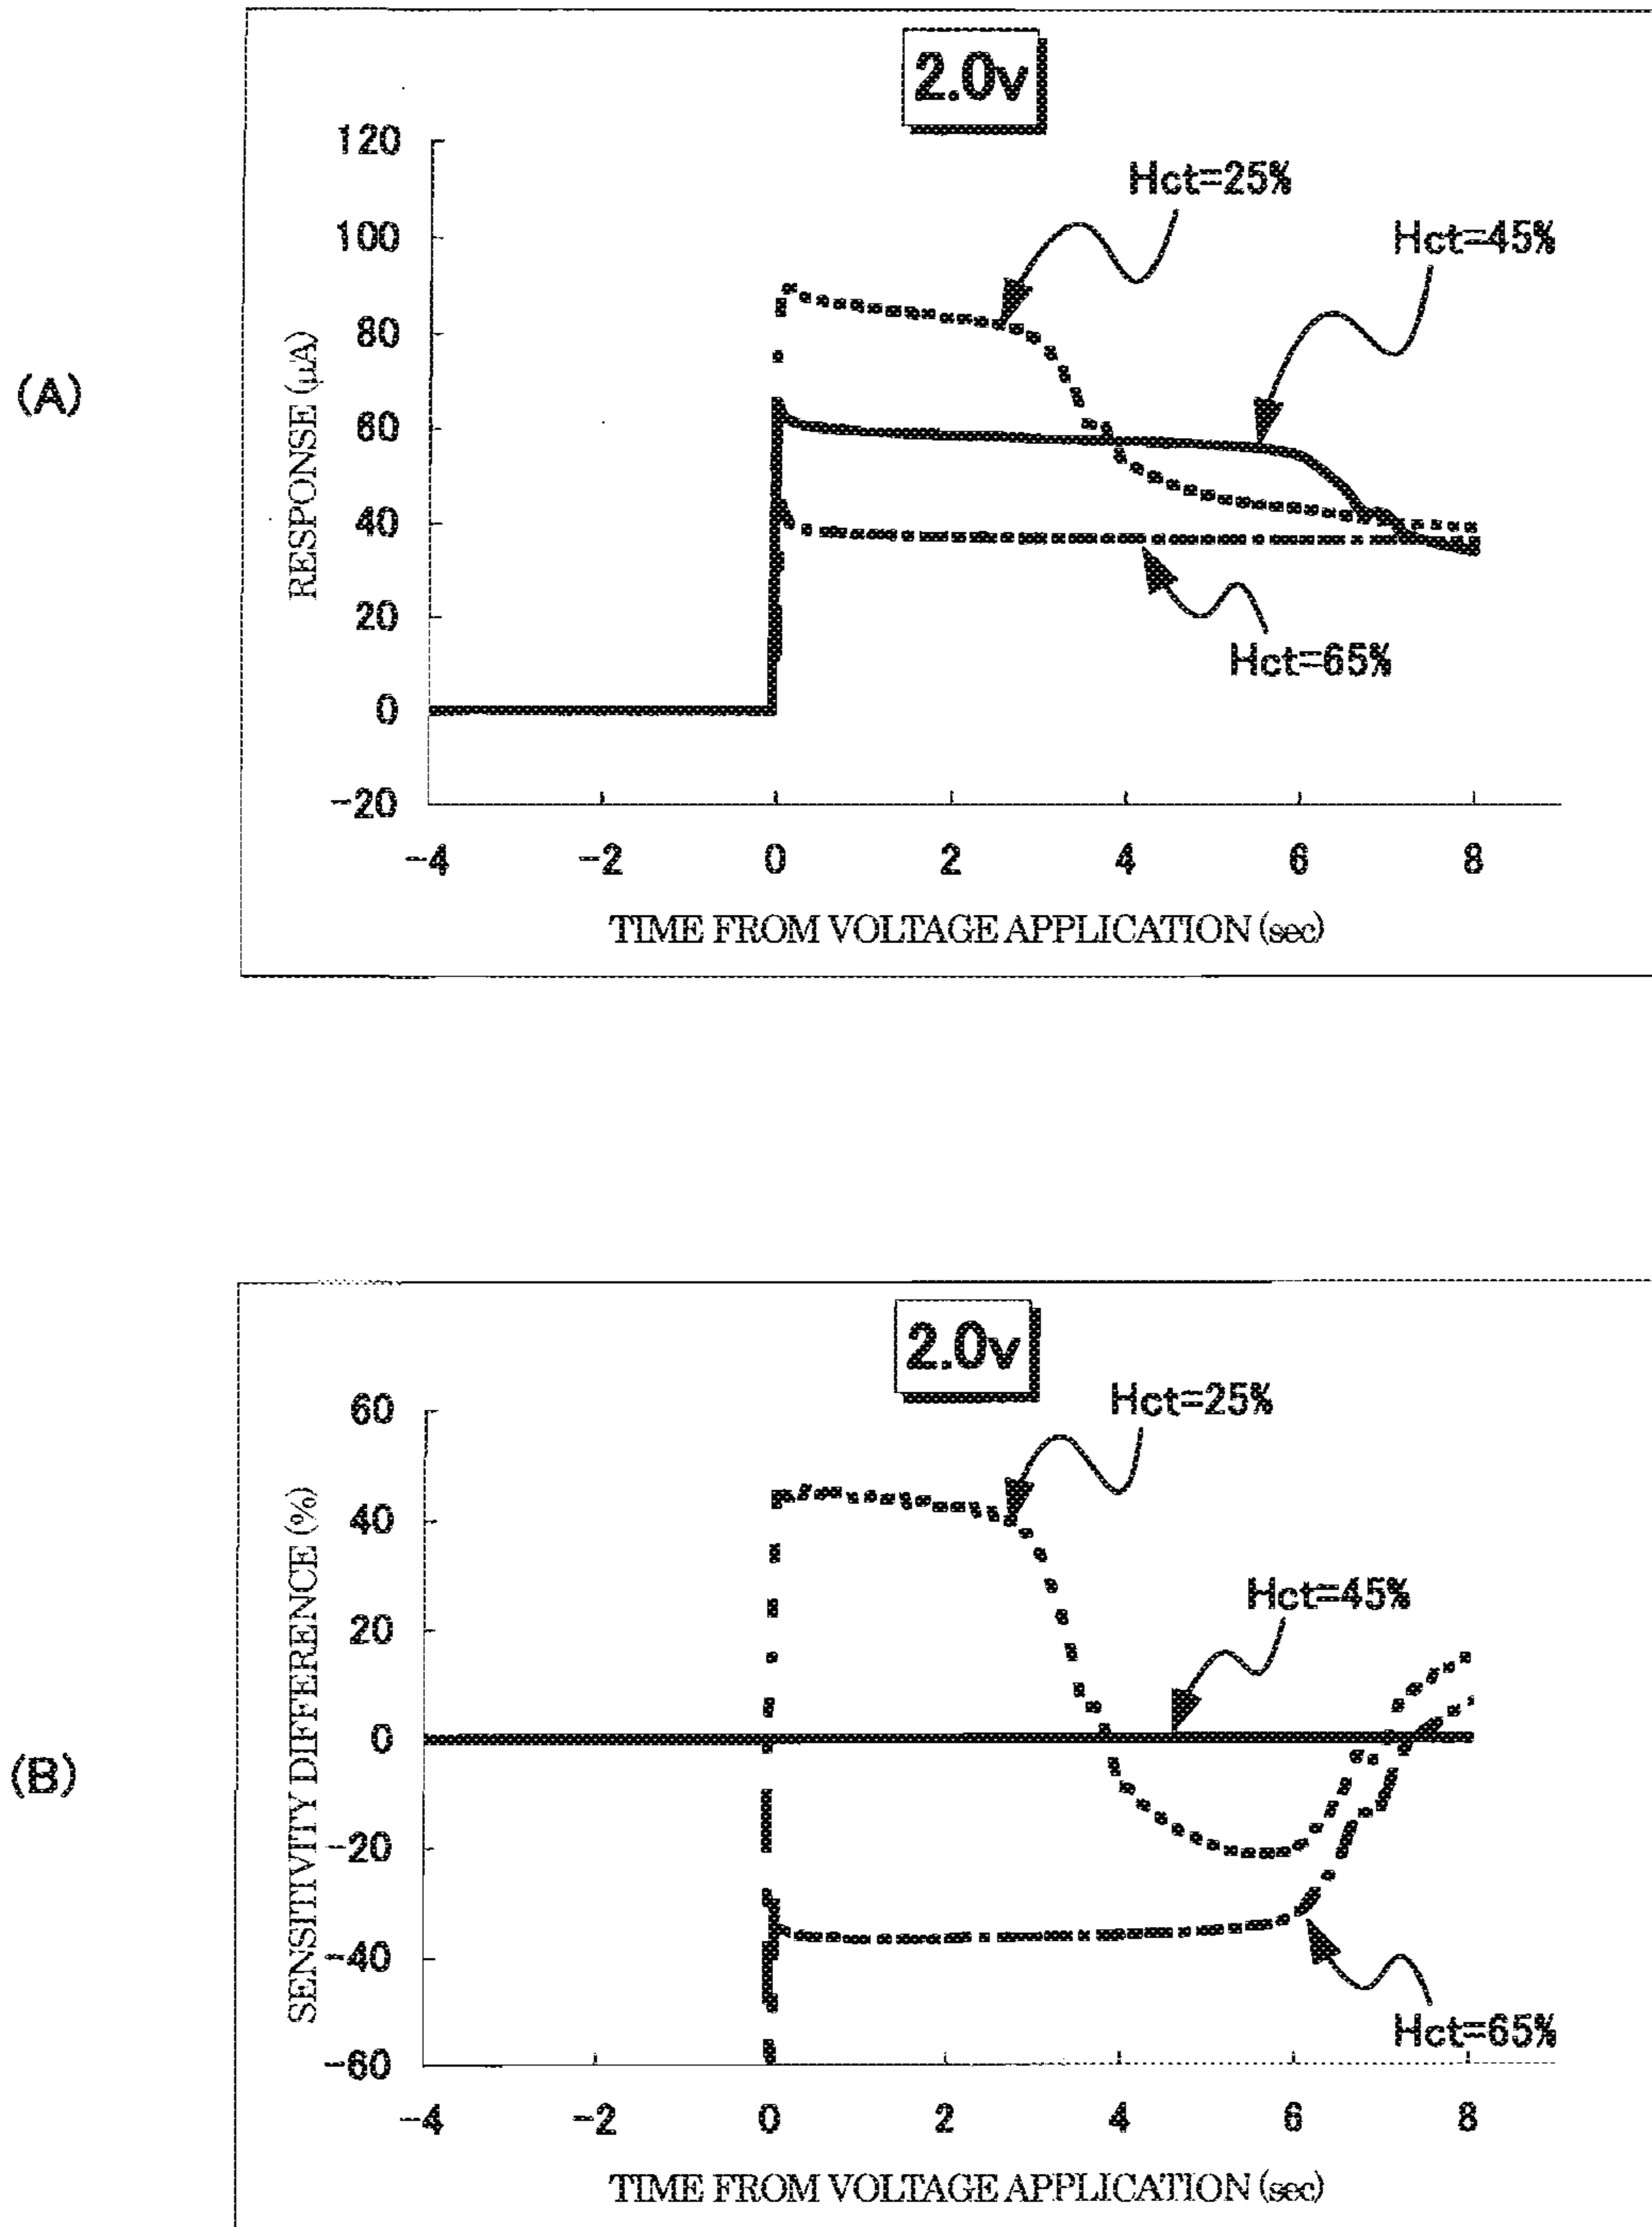 (A)
2.0v
120
100
80
60
40
20
0
-20
RESPONSE (μA)
Hct=25%
Hct=45%
Hct=65%
-4 -2 0 2 4 6 8
TIME FROM VOLTAGE APPLICATION (sec)
(B)
2.0v
60
40
20
0
-20
-40
-60
SENSITIVITY DIFFERENCE (%)
Hct=25%
Hct=45%
Hct=65%
-4 -2 0 2 4 6 8
TIME FROM VOLTAGE APPLICATION (sec)